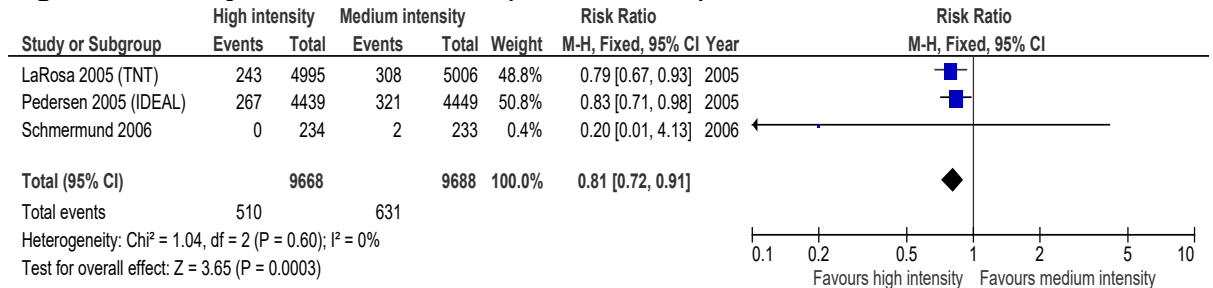 High intensity Medium intensity Risk Ratio Risk Ratio
Study or Subgroup Events Total Events Total Weight M-H, Fixed, 95% CI Year M-H, Fixed, 95% CI
LaRosa 2005 (TNT) 243 4995 308 5006 48.8% 0.79 [0.67, 0.93] 2005
Pedersen 2005 (IDEAL) 267 4439 321 4449 50.8% 0.83 [0.71, 0.98] 2005
Schmermund 2006 0 234 2 233 0.4% 0.20 [0.01, 4.13] 2006
Total (95% CI) 9668 9688 100.0% 0.81 [0.72, 0.91]
Total events 510 631
Heterogeneity: Chi² = 1.04, df = 2 (P = 0.60); I² = 0%
Test for overall effect: Z = 3.65 (P = 0.0003)
0.1 0.2 0.5 1 2 5 10
Favours high intensity Favours medium intensity